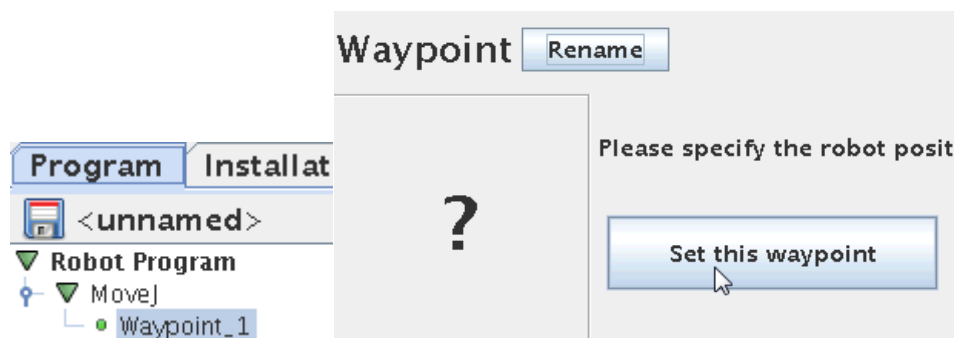 Waypoint Rename
Program Installat
<unnamed>
Robot Program
MoveJ
Waypoint_1
Please specify the robot posit
?
Set this waypoint